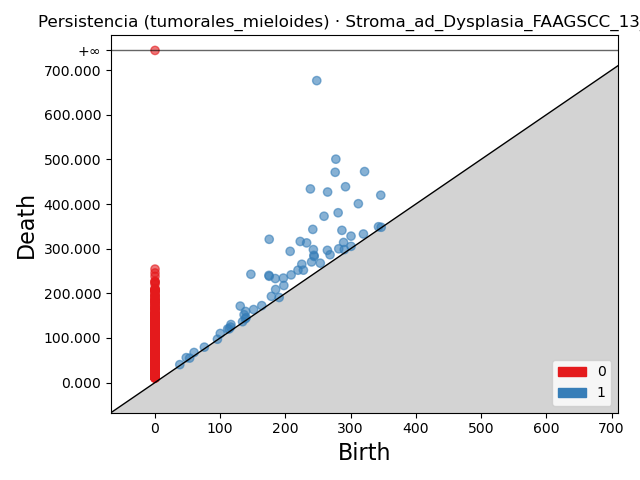 Persistencia (tumorales_mieloides) · Stroma_ad_Dysplasia_FAAGSCC_13
+∞
700.000
600.000
500.000
400.000
300.000
200.000
100.000
0.000
Death
0
1
0 100 200 300 400 500 600 700
Birth